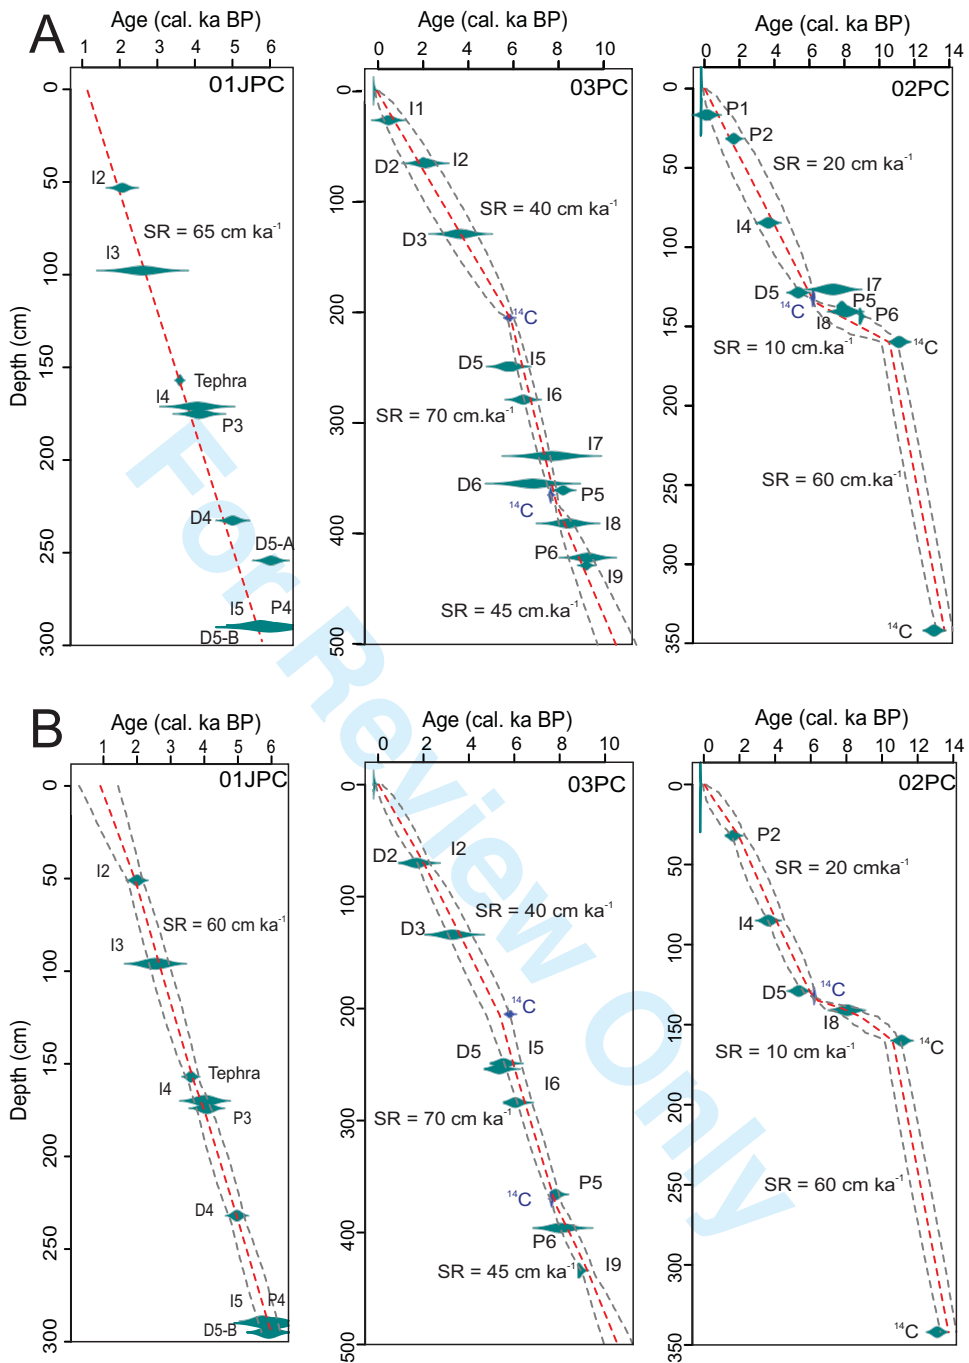 A
Age (cal. ka BP)
1 2 3 4 5 6
01JPC
Depth (cm)
0
50
100
150
200
250
300
I2
SR = 65 cm ka-1
I3
Tephra
I4
P3
D4
D5-A
I5 P4
D5-B
Age (cal. ka BP)
0 2 4 6 8 10
03PC
0
100
200
300
400
500
I1
D2 I2
SR = 40 cm ka-1
D3
14C
D5 I5
I6
SR = 70 cm.ka-1
I7
D6 P5
14C
I8
P6
I9
SR = 45 cm.ka-1
Age (cal. ka BP)
0 2 4 6 8 10 12 14
02PC
0
50
100
150
200
250
300
350
P1
P2
SR = 20 cm ka-1
I4
I7
D5
14C
P5
P6
I8
SR = 10 cm.ka-1
14C
SR = 60 cm.ka-1
14C
B
Age (cal. ka BP)
1 2 3 4 5 6
01JPC
Depth (cm)
0
50
100
150
200
250
300
I2
SR = 60 cm ka-1
I3
Tephra
I4
P3
D4
I5 P4
D5-B
Age (cal. ka BP)
0 2 4 6 8 10
03PC
0
100
200
300
400
500
D2 I2
SR = 40 cm ka-1
D3
14C
D5 I5
I6
SR = 70 cm.ka-1
P5
14C
P6
I9
SR = 45 cm ka-1
Age (cal. ka BP)
0 2 4 6 8 10 12 14
02PC
0
50
100
150
200
250
300
350
P2
SR = 20 cmka-1
I4
D5
14C
I8
SR = 10 cm ka-1
14C
SR = 60 cm ka-1
14C
For Review Only